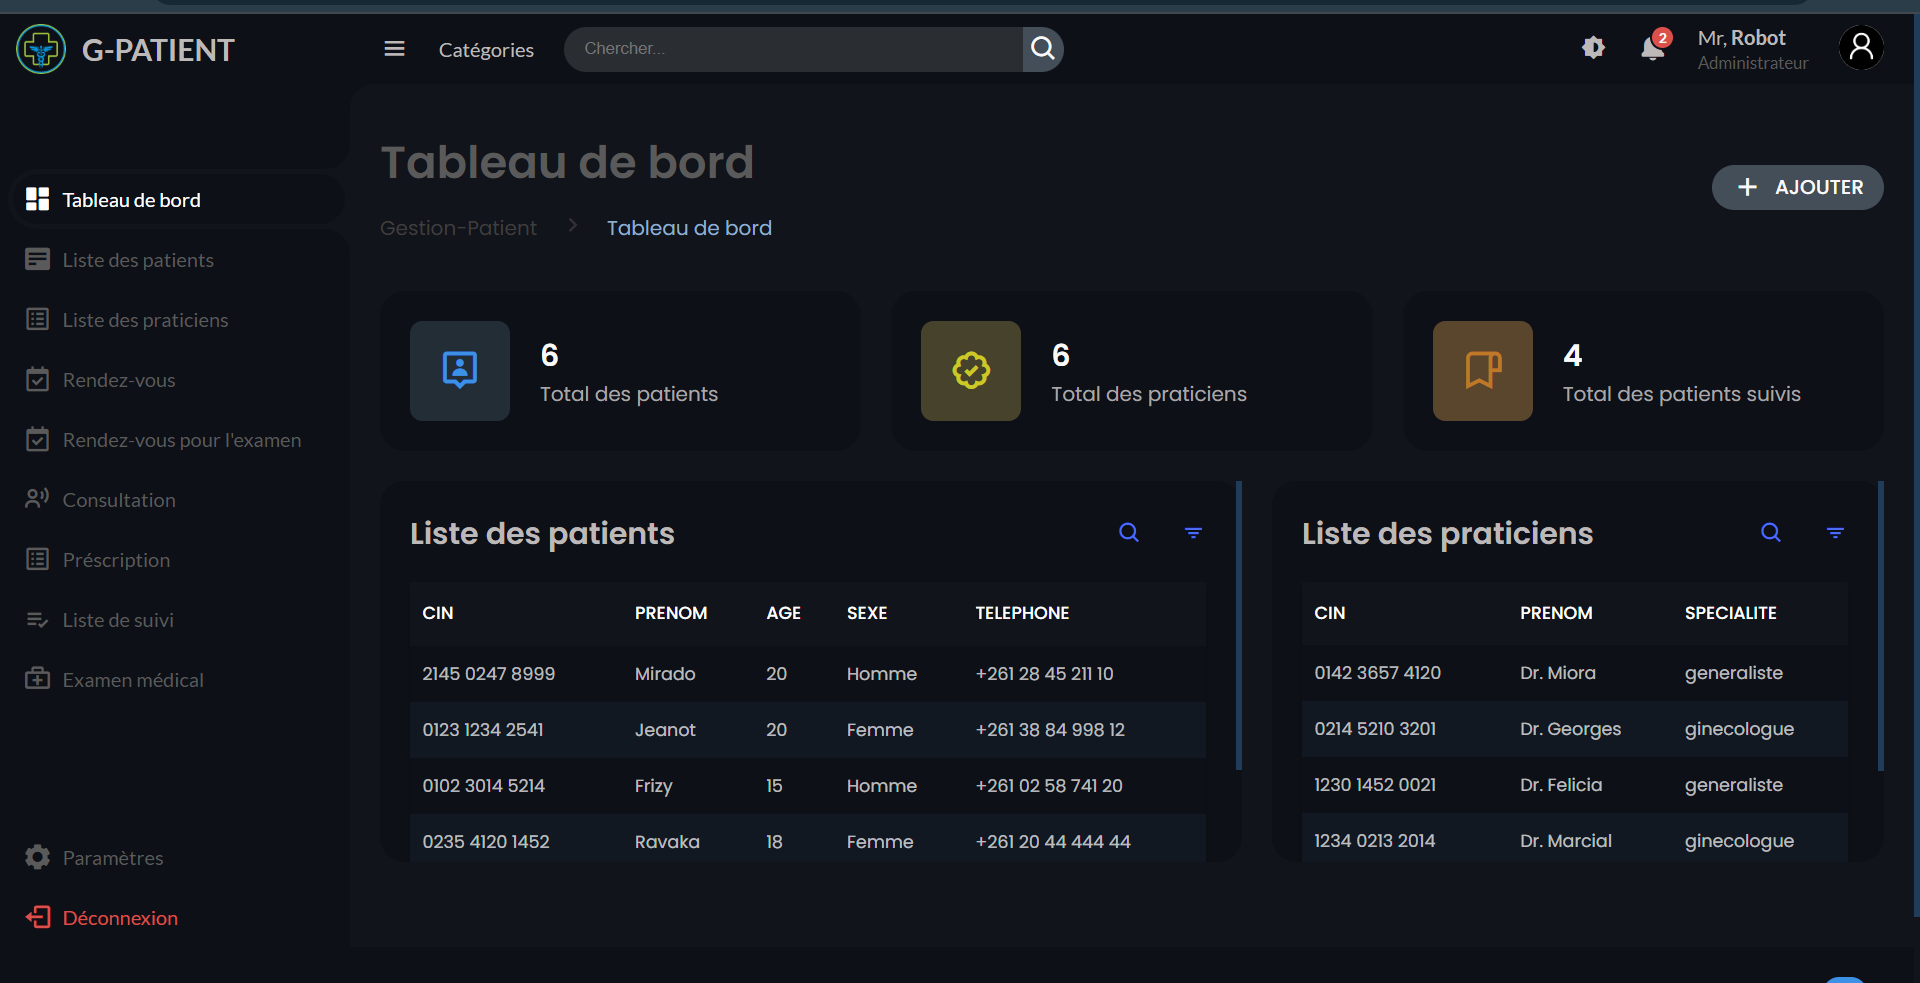 G-PATIENT
Catégories
Chercher...
2
Mr, Robot
Administrateur
Tableau de bord
Liste des patients
Liste des praticiens
Rendez-vous
Rendez-vous pour l'examen
Consultation
Préscription
Liste de suivi
Examen médical
Paramètres
Déconnexion
Tableau de bord
Gestion-Patient
Tableau de bord
AJOUTER
6
Total des patients
6
Total des praticiens
4
Total des patients suivis
Liste des patients
CIN PRENOM AGE SEXE TELEPHONE
2145 0247 8999 Mirado 20 Homme +261 28 45 211 10
0123 1234 2541 Jeanot 20 Femme +261 38 84 998 12
0102 3014 5214 Frizy 15 Homme +261 02 58 741 20
0235 4120 1452 Ravaka 18 Femme +261 20 44 444 44
Liste des praticiens
CIN PRENOM SPECIALITE
0142 3657 4120 Dr. Miora generaliste
0214 5210 3201 Dr. Georges ginecologue
1230 1452 0021 Dr. Felicia generaliste
1234 0213 2014 Dr. Marcial ginecologue